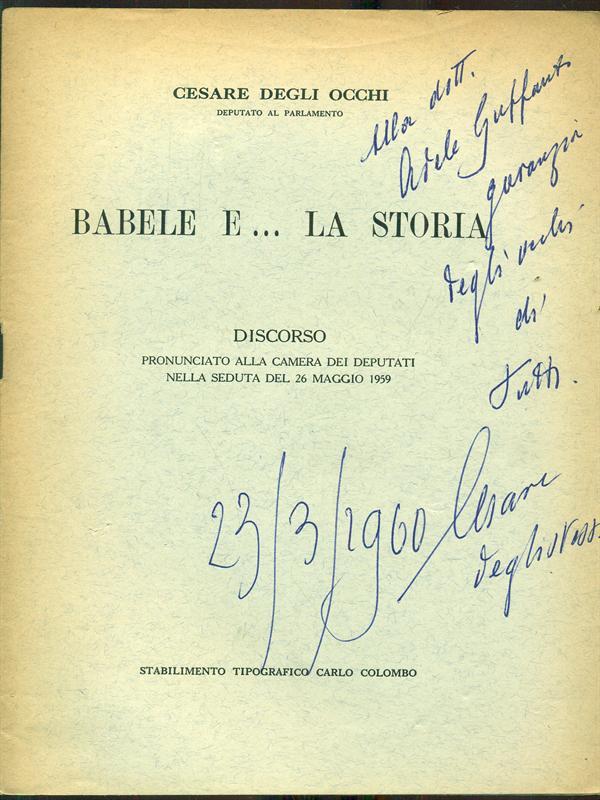 CESARE DEGLI OCCHI
DEPUTATO AL PARLAMENTO
BABELE E... LA STORIA
DISCORSO
PRONUNCIATO ALLA CAMERA DEI DEPUTATI
NELLA SEDUTA DEL 26 MAGGIO 1959
Alla dott.
Adele Guffanti
garanzia
degli occhi
di
tutti.
23/3/1960 Cesare
STABILIMENTO TIPOGRAFICO CARLO COLOMBO